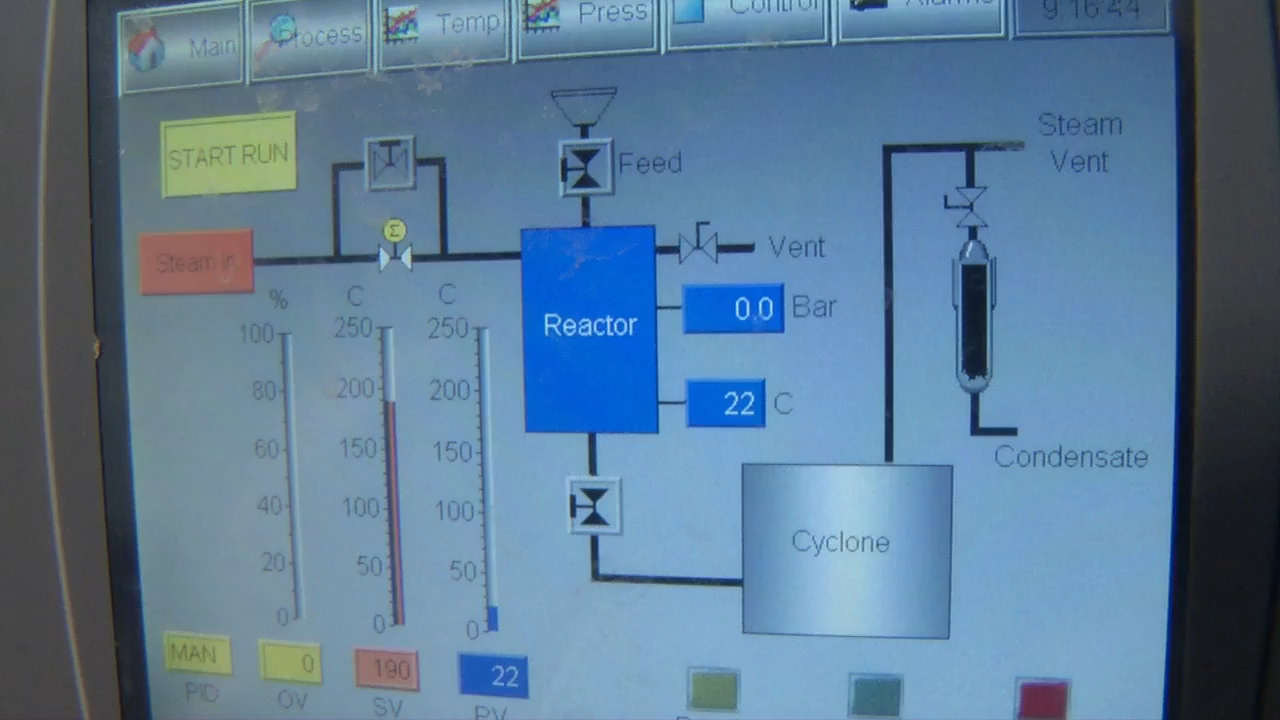 Main
Process
Temp
Press
Control
Alarms
9:16:44
START RUN
Feed
Steam
Vent
Steam In
Σ
Vent
%
C
C
0.0 Bar
100
80
60
40
20
0
250
200
150
100
50
0
250
200
150
100
50
0
Reactor
22 C
Condensate
Cyclone
MAN
0
190
22
PID
OV
SV
PV